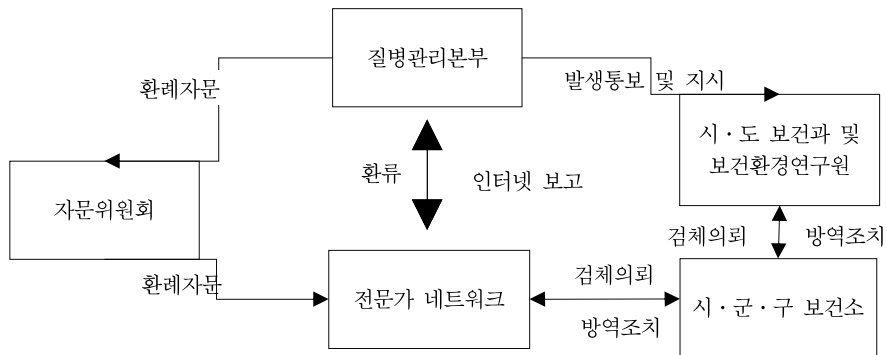 질병관리본부
환례자문
발생통보 및 지시
시·도 보건과 및
보건환경연구원
환류
인터넷 보고
자문위원회
검체의뢰
방역조치
환례자문
전문가 네트워크
검체의뢰
방역조치
시·군·구 보건소